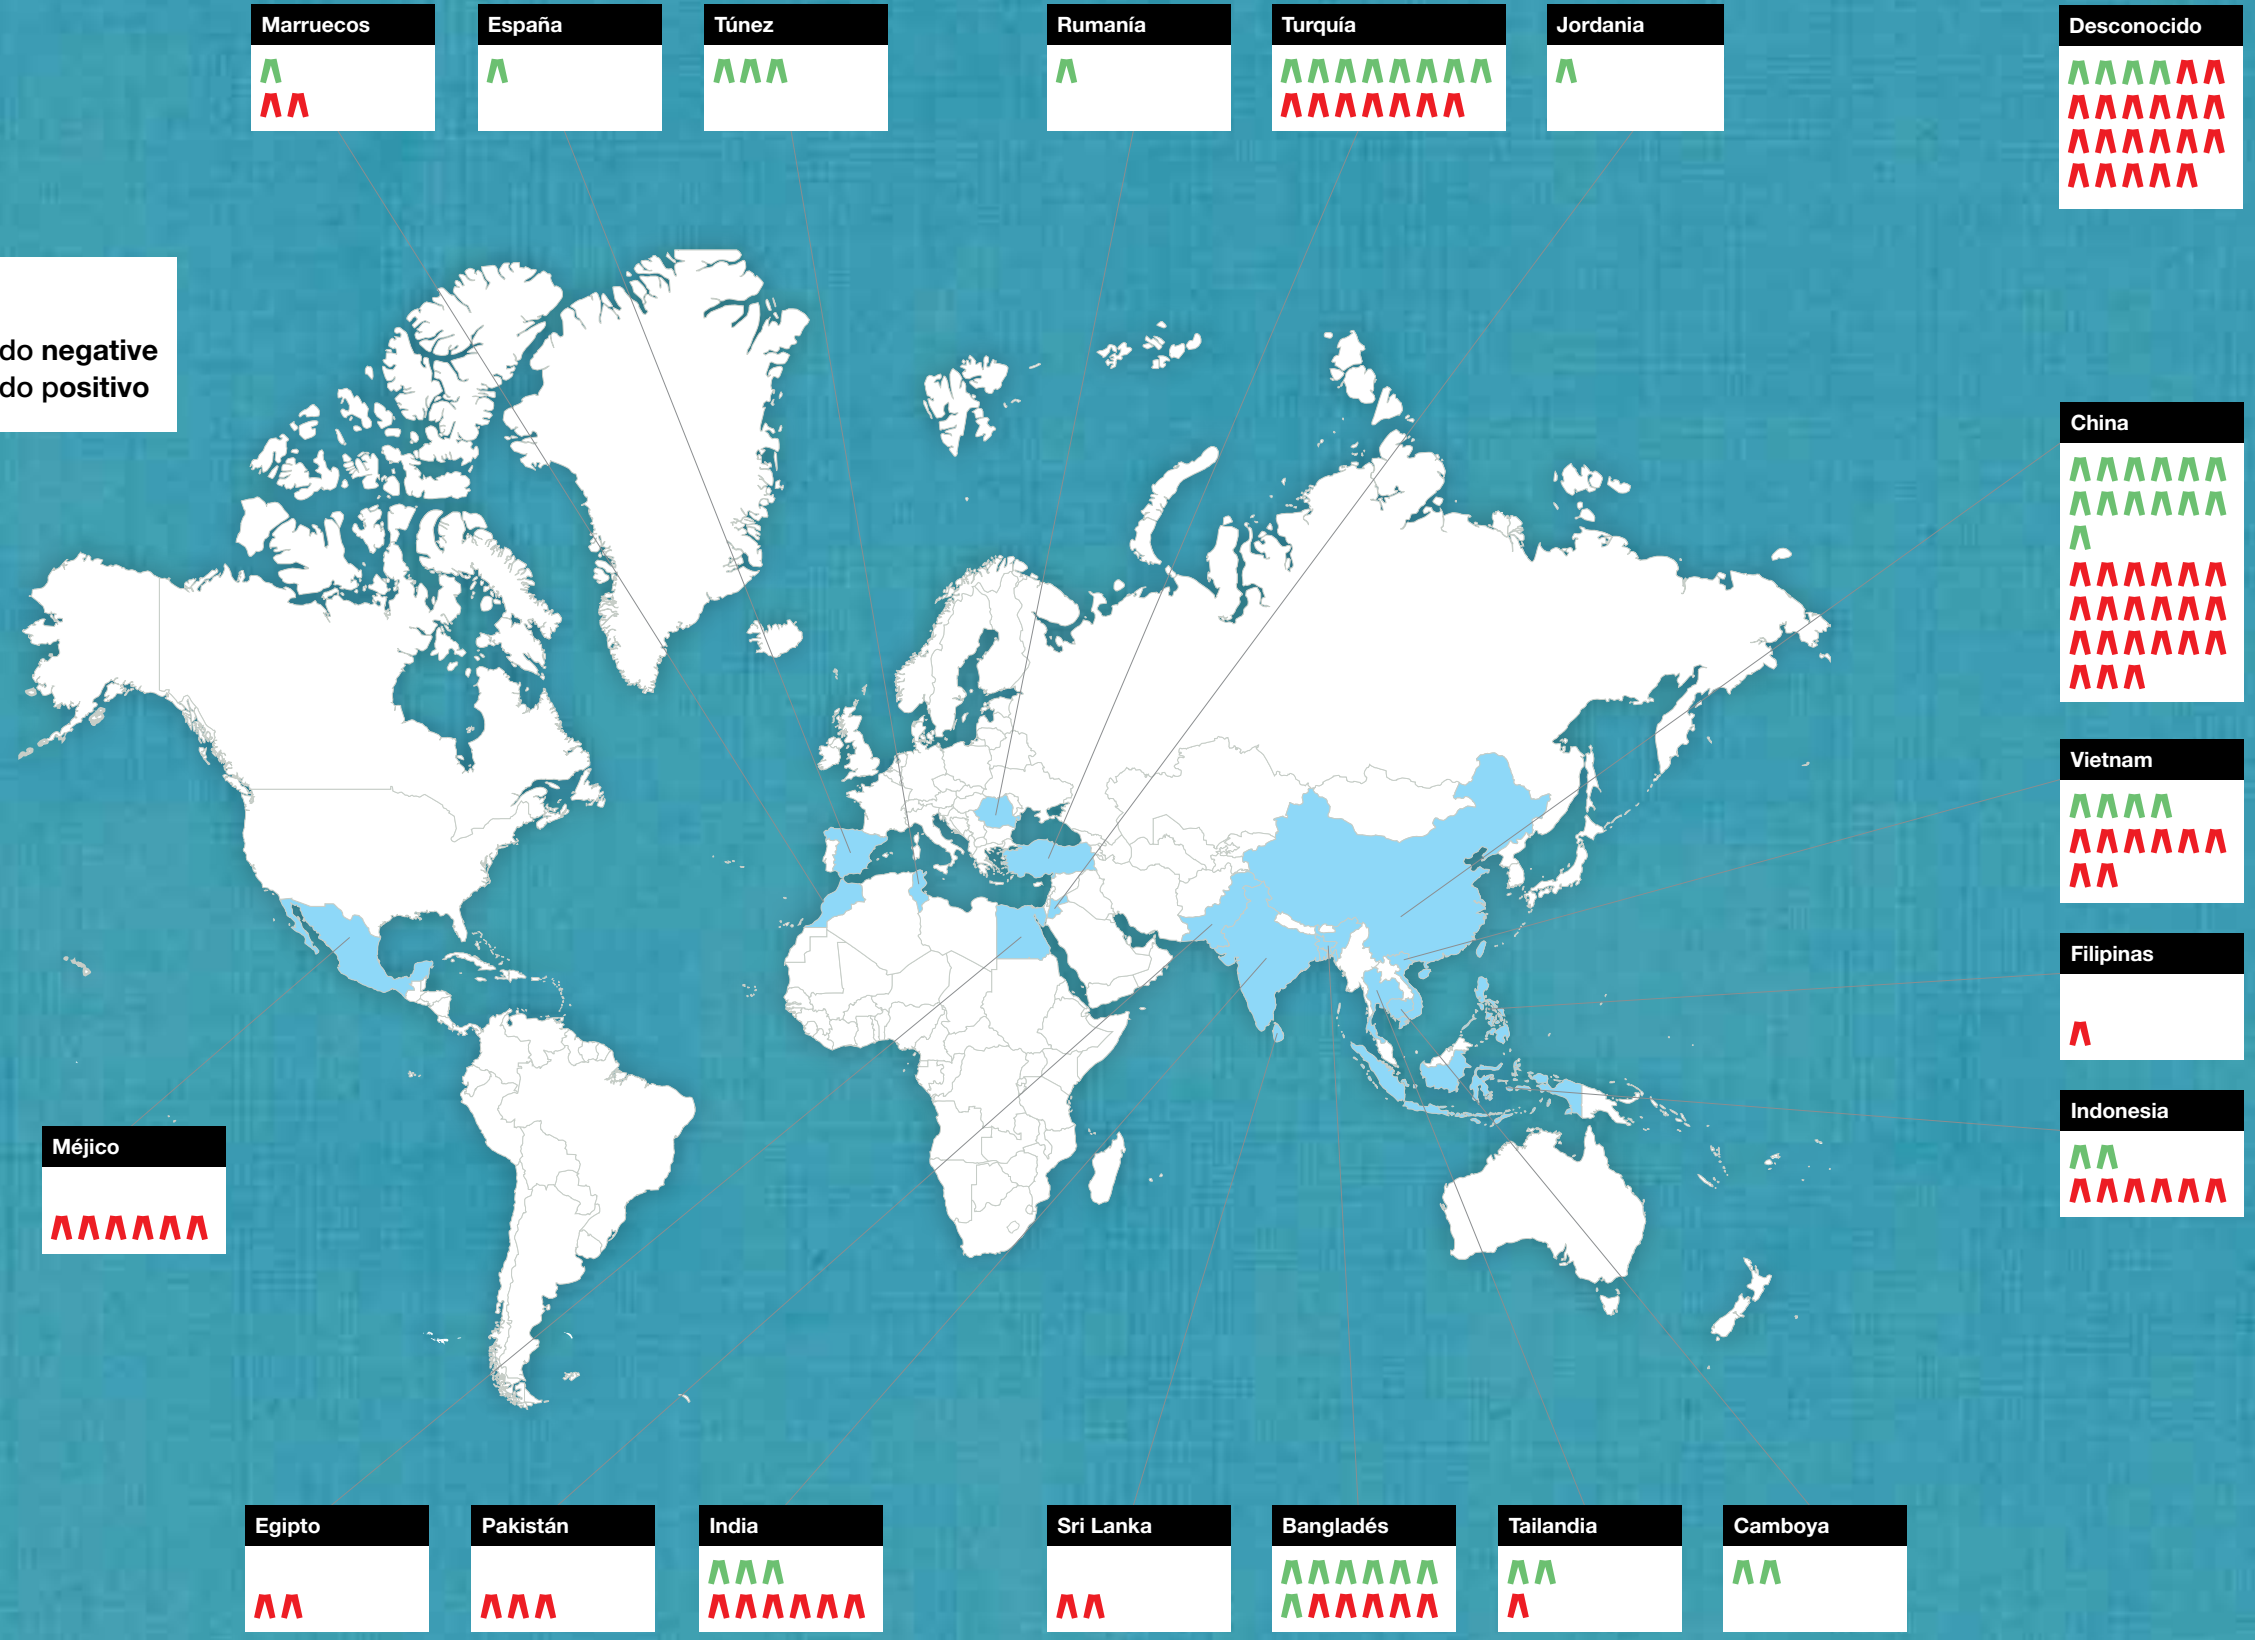 Marruecos
España
Túnez
Rumanía
Turquía
Jordania
Desconocido
do negative
do positivo
China
Vietnam
Filipinas
Indonesia
Méjico
Egipto
Pakistán
India
Sri Lanka
Bangladés
Tailandia
Camboya